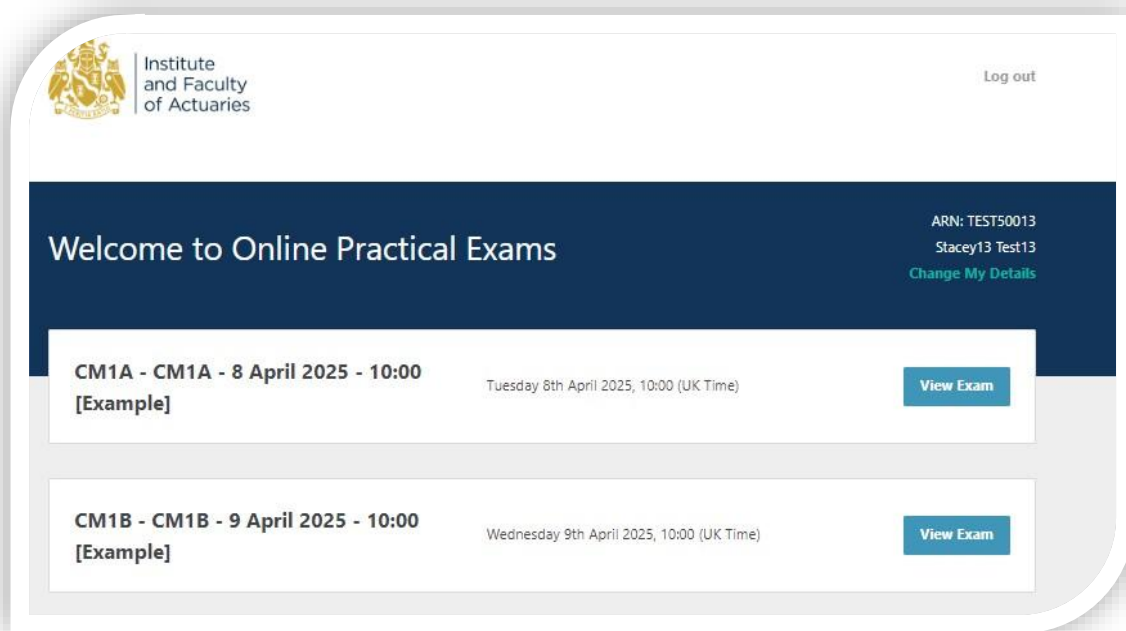 Institute
and Faculty
of Actuaries
Log out
Welcome to Online Practical Exams
ARN: TEST50013
Stacey13 Test13
Change My Details
CM1A - CM1A - 8 April 2025 - 10:00
[Example]
Tuesday 8th April 2025, 10:00 (UK Time)
View Exam
CM1B - CM1B - 9 April 2025 - 10:00
[Example]
Wednesday 9th April 2025, 10:00 (UK Time)
View Exam